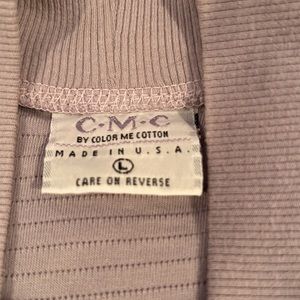 C·M·C
BY COLOR ME COTTON
MADE IN U.S.A.
L
CARE ON REVERSE